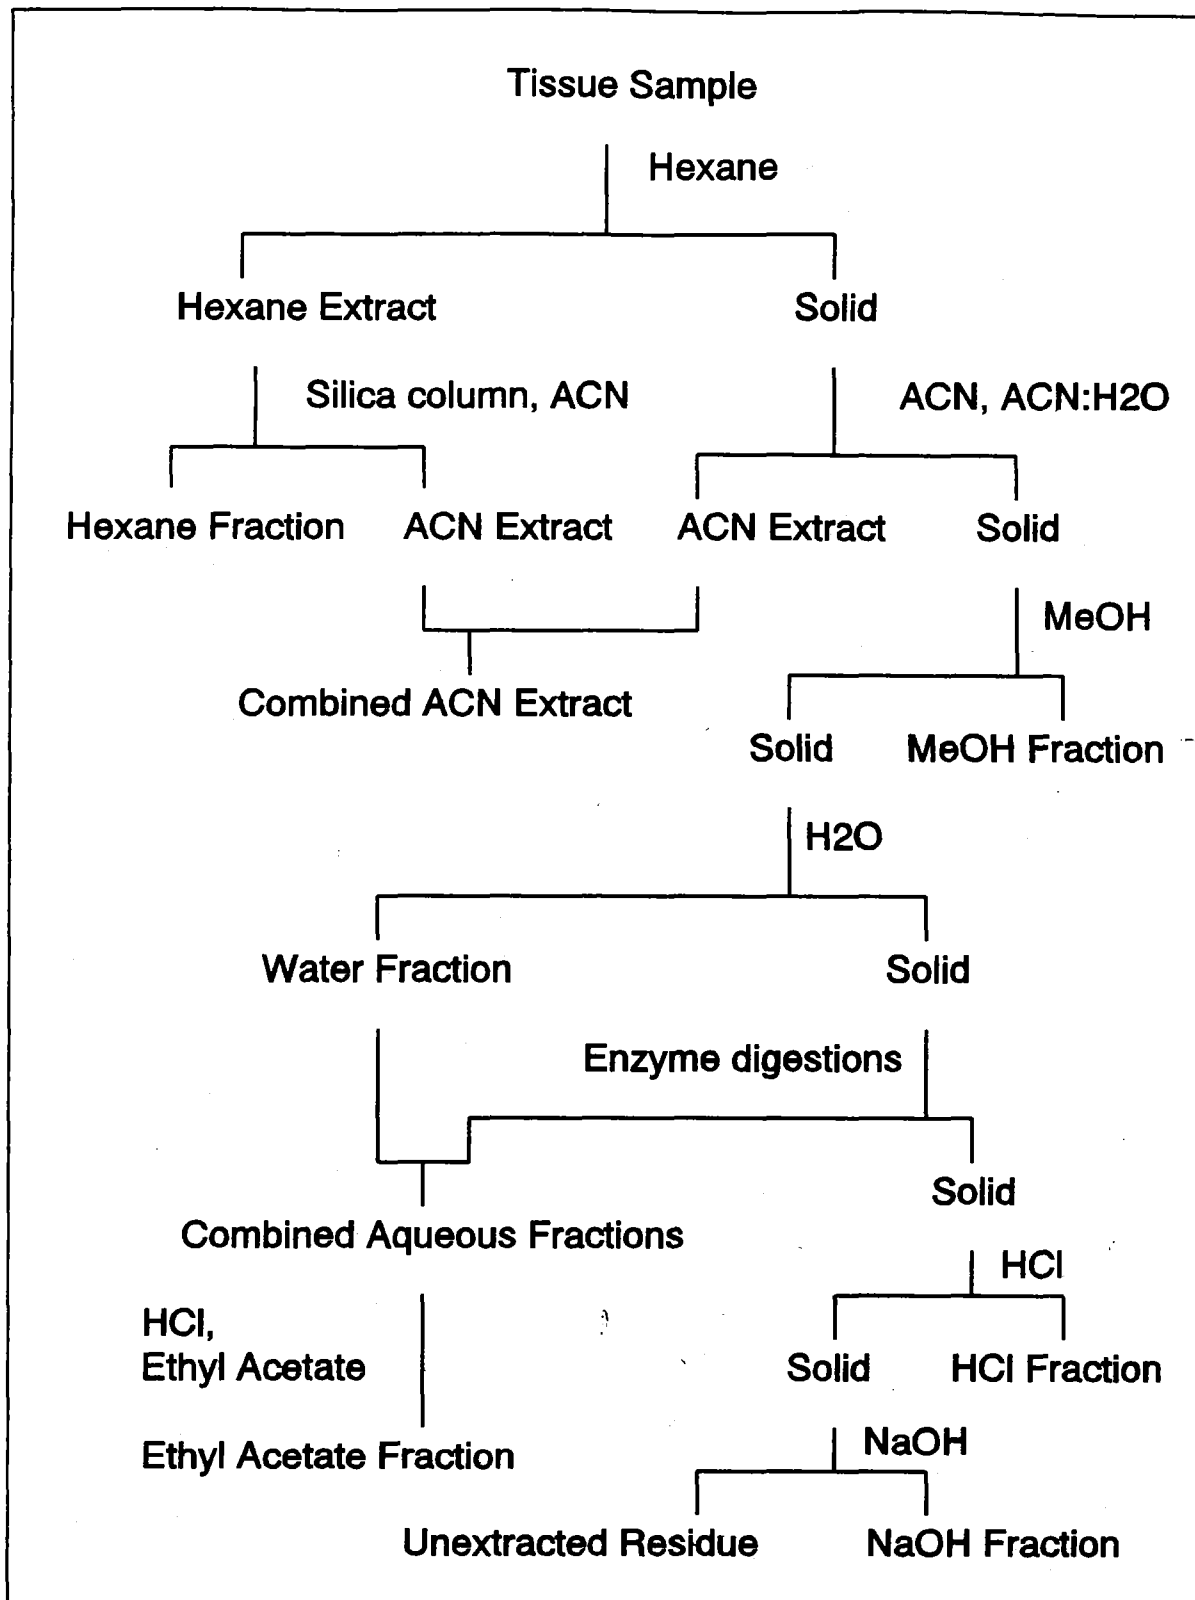 Tissue Sample
Hexane
Hexane Extract
Solid
Silica column, ACN
ACN, ACN:H2O
Hexane Fraction
ACN Extract
ACN Extract
Solid
MeOH
Combined ACN Extract
Solid
MeOH Fraction
H2O
Water Fraction
Solid
Enzyme digestions
Solid
Combined Aqueous Fractions
HCl
HCl,
Ethyl Acetate
Solid
HCl Fraction
NaOH
Ethyl Acetate Fraction
Unextracted Residue
NaOH Fraction